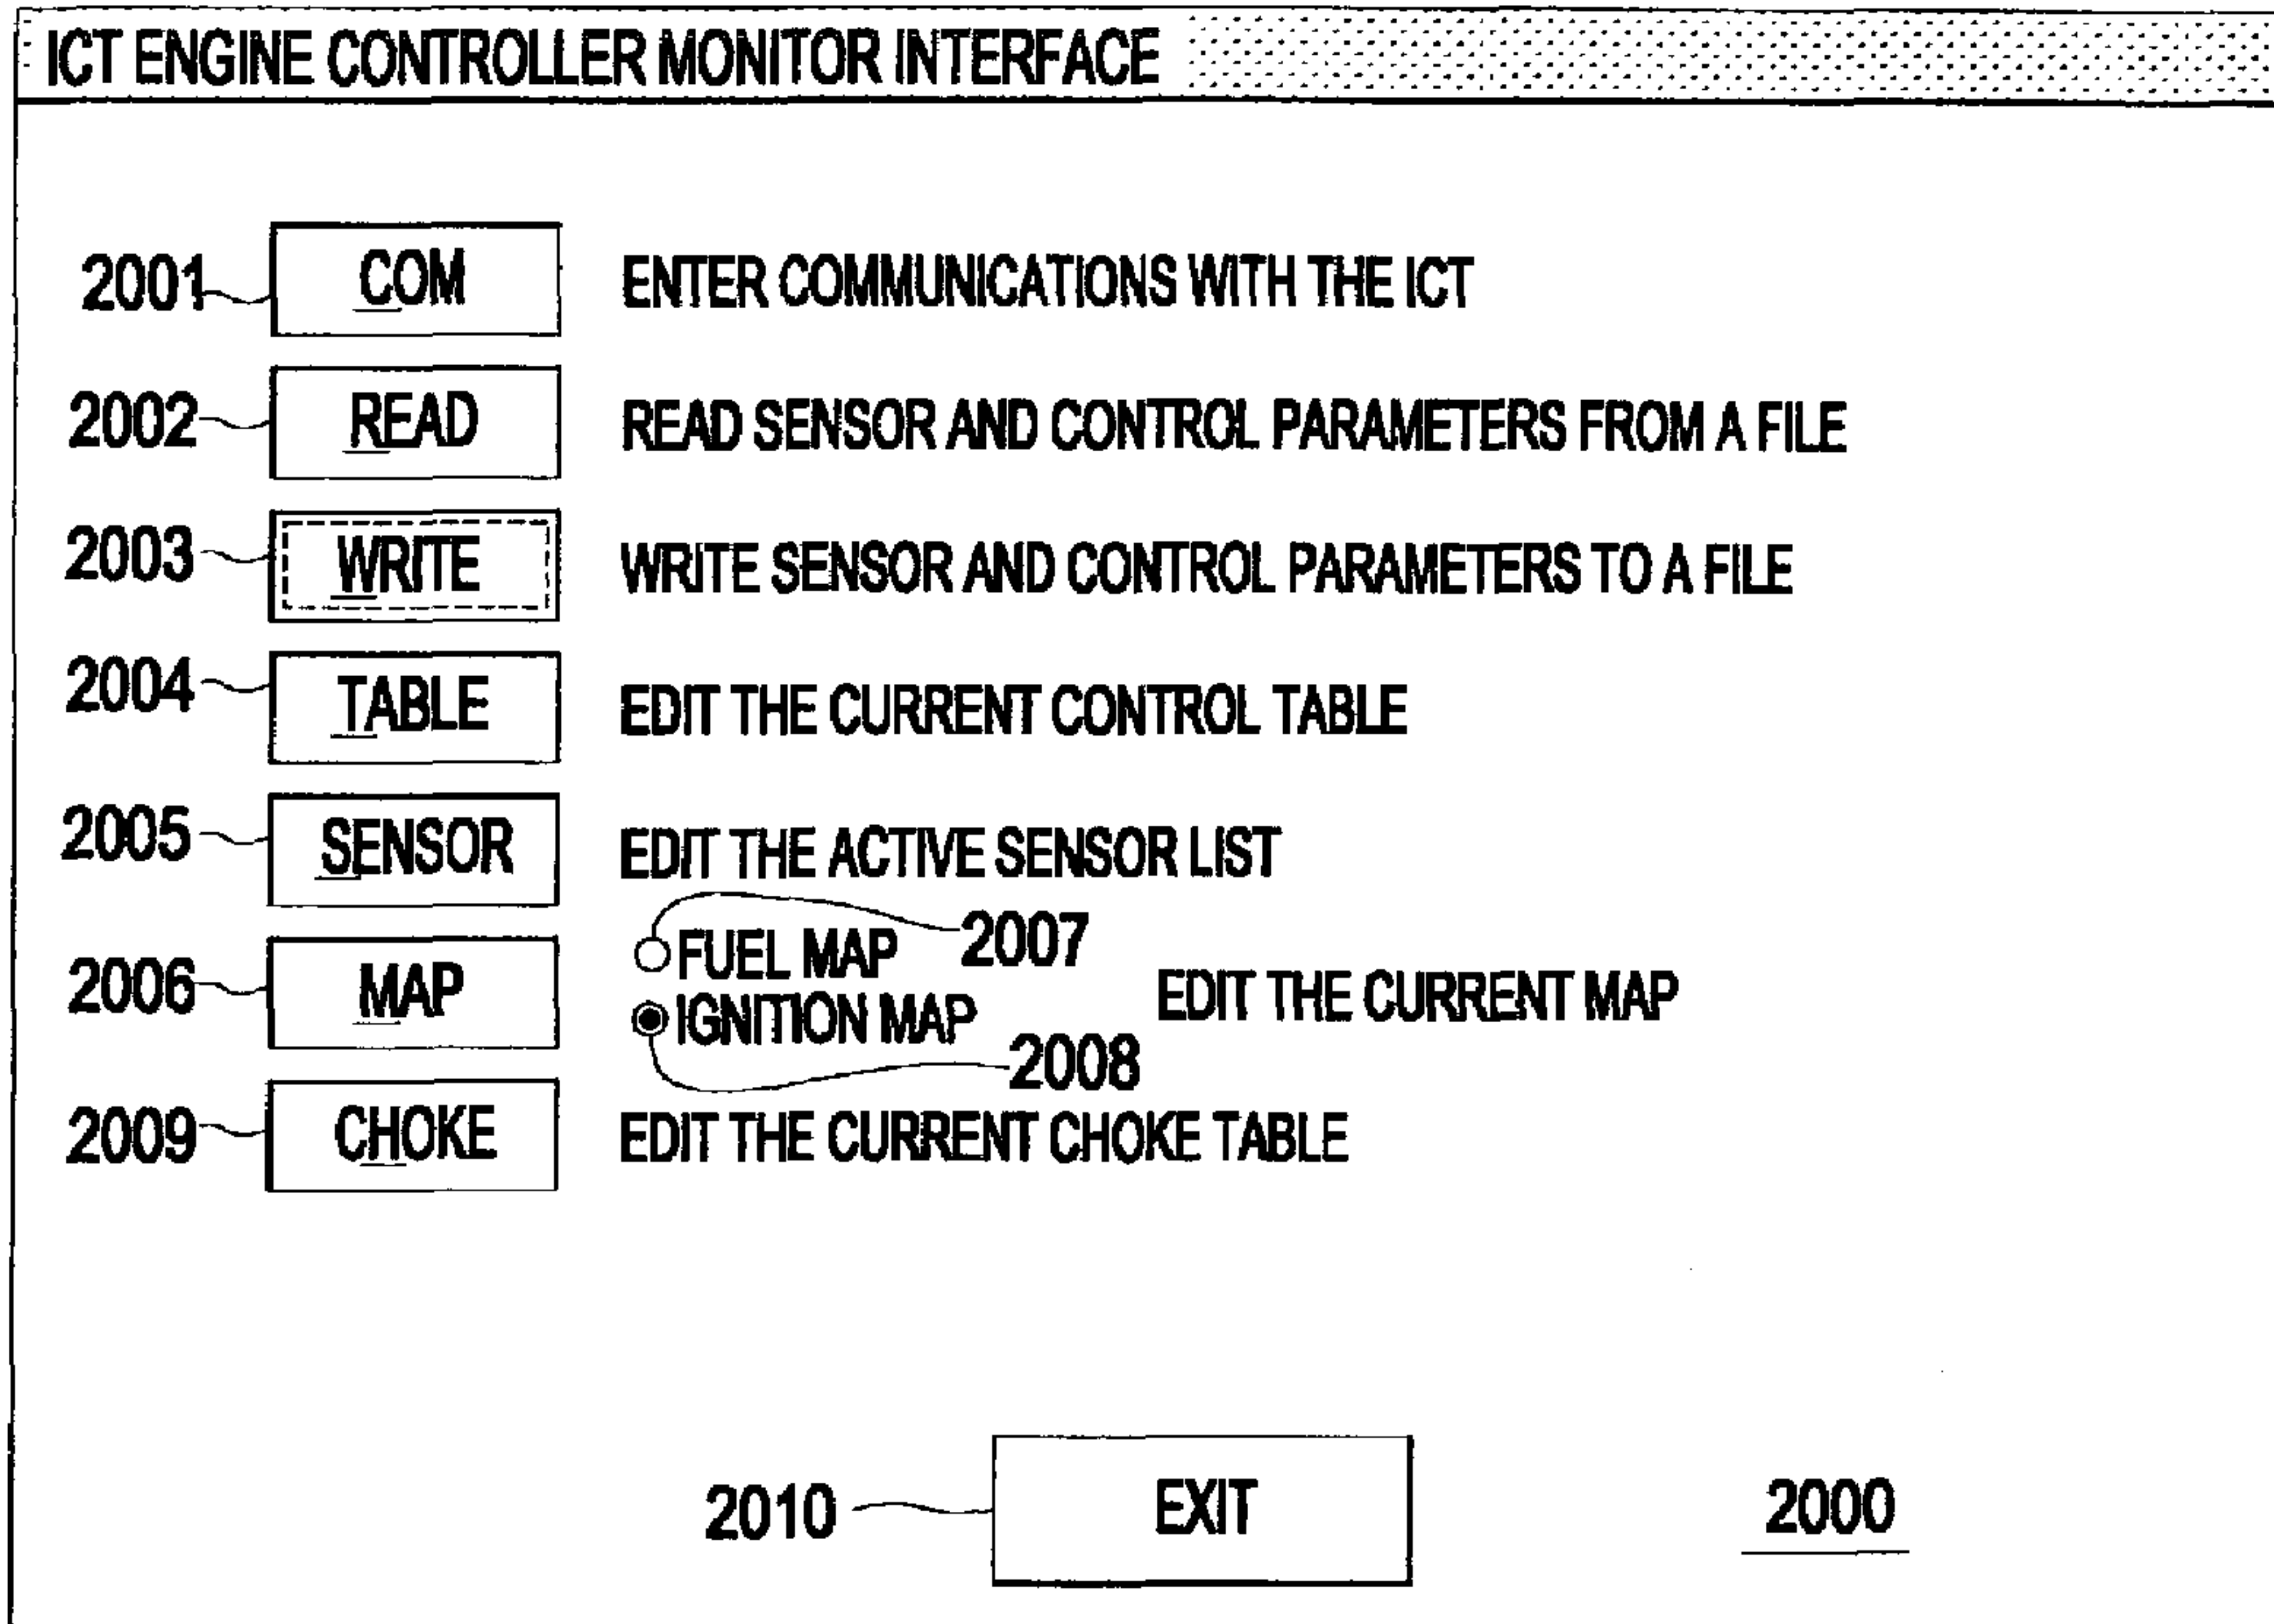 ICT ENGINE CONTROLLER MONITOR INTERFACE
2001 COM ENTER COMMUNICATIONS WITH THE ICT
2002 READ READ SENSOR AND CONTROL PARAMETERS FROM A FILE
2003 WRITE WRITE SENSOR AND CONTROL PARAMETERS TO A FILE
2004 TABLE EDIT THE CURRENT CONTROL TABLE
2005 SENSOR EDIT THE ACTIVE SENSOR LIST
FUEL MAP 2007
2006 MAP EDIT THE CURRENT MAP
IGNITION MAP
2008
2009 CHOKE EDIT THE CURRENT CHOKE TABLE
2010 EXIT 2000